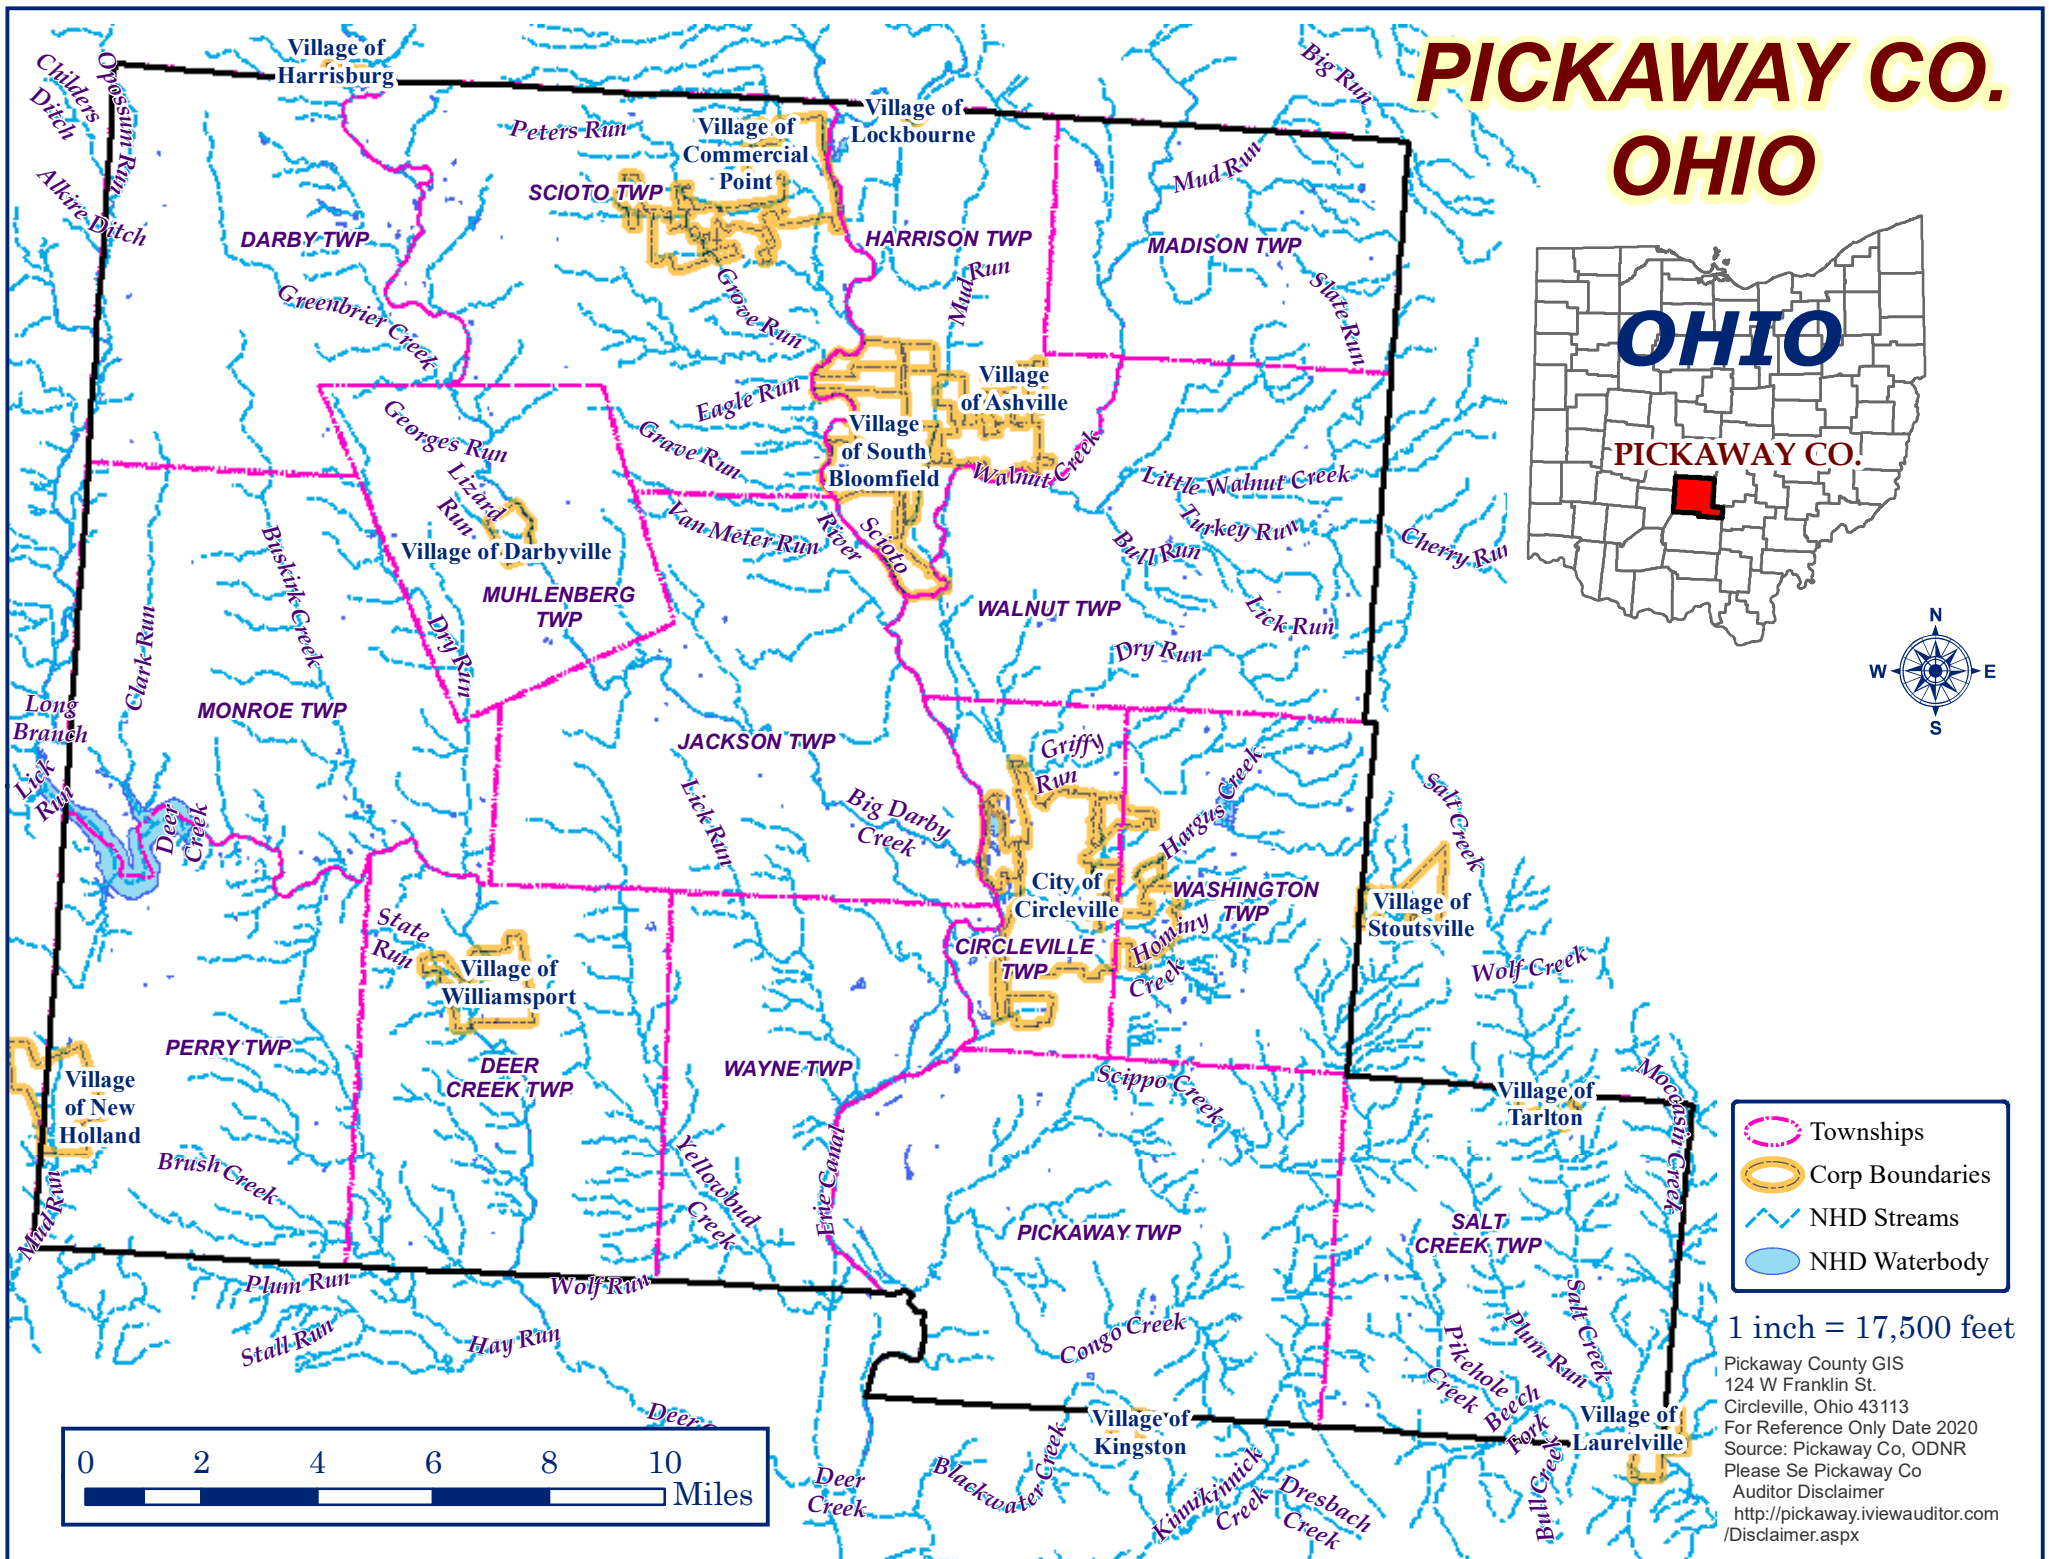 PICKAWAY CO.
OHIO
Village of
Harrisburg
Childers
Ditch
Opossum Run
Alkire Ditch
Big Run
Village of
Lockbourne
Peters Run
Village of
Commercial
Point
SCIOTO TWP
Mud Run
DARBY TWP
HARRISON TWP
MADISON TWP
Mud Run
Slate Run
Greenbrier Creek
Grove Run
OHIO
PICKAWAY CO.
Eagle Run
Village
of Ashville
Georges Run
Grave Run
Village
of South
Bloomfield
Walnut Creek
Little Walnut Creek
Lizard
Run
Van Meter Run
River
Scioto
Turkey Run
Bull Run
Cherry Run
Village of Darbyville
Buskirk Creek
MUHLENBERG
TWP
WALNUT TWP
Lick Run
Clark Run
Dry Run
Dry Run
N
W
E
S
Long
Branch
MONROE TWP
JACKSON TWP
Griffy
Run
Lick
Run
Deer
Creek
Lick Run
Big Darby
Creek
Hargus Creek
Salt Creek
City of
Circleville
WASHINGTON
TWP
Village of
Stoutsville
State
Run
Village of
Williamsport
CIRCLEVILLE
TWP
Hominy
Creek
Wolf Creek
PERRY TWP
DEER
CREEK TWP
WAYNE TWP
Village
of New
Holland
Scippo Creek
Village of
Tarlton
Moccasin Creek
Brush Creek
Yellowbud
Creek
Erie Canal
Mud Run
PICKAWAY TWP
SALT
CREEK TWP
Townships
Corp Boundaries
NHD Streams
NHD Waterbody
Plum Run
Wolf Run
Stall Run
Hay Run
Congo Creek
Pikehole
Creek
Plum Run
Salt Creek
Beech
Fork
1 inch = 17,500 feet
Pickaway County GIS
124 W Franklin St.
Circleville, Ohio 43113
For Reference Only Date 2020
Source: Pickaway Co, ODNR
Please Se Pickaway Co
Auditor Disclaimer
http://pickaway.iviewauditor.com
/Disclaimer.aspx
Village of
Kingston
Village of
Laurelville
Deer
0 2 4 6 8 10
Miles
Deer
Creek
Blackwater Creek
Kinnikinnick
Creek
Dresbach
Creek
Bull Creek